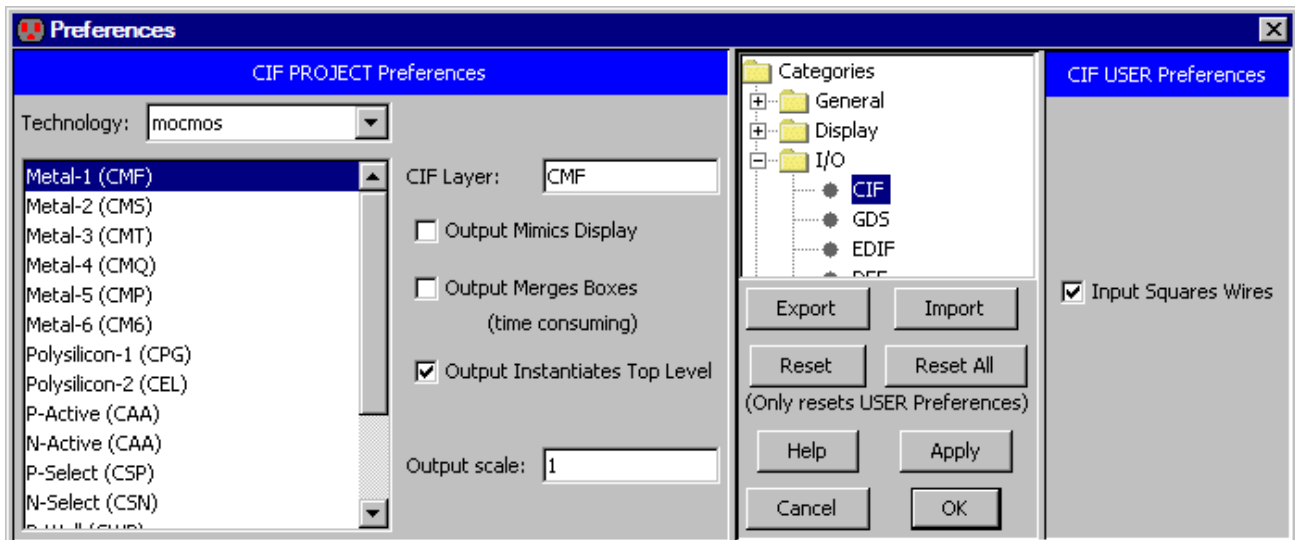 Preferences
CIF PROJECT Preferences
Technology: mocmos
Metal-1 (CMF)
Metal-2 (CMS)
Metal-3 (CMT)
Metal-4 (CMQ)
Metal-5 (CMP)
Metal-6 (CM6)
Polysilicon-1 (CPG)
Polysilicon-2 (CEL)
P-Active (CAA)
N-Active (CAA)
P-Select (CSP)
N-Select (CSN)
CIF Layer: CMF
Output Mimics Display
Output Merges Boxes
(time consuming)
Output Instantiates Top Level
Output scale: 1
Categories
General
Display
I/O
CIF
GDS
EDIF
Export Import
Reset Reset All
(Only resets USER Preferences)
Help Apply
Cancel OK
CIF USER Preferences
Input Squares Wires